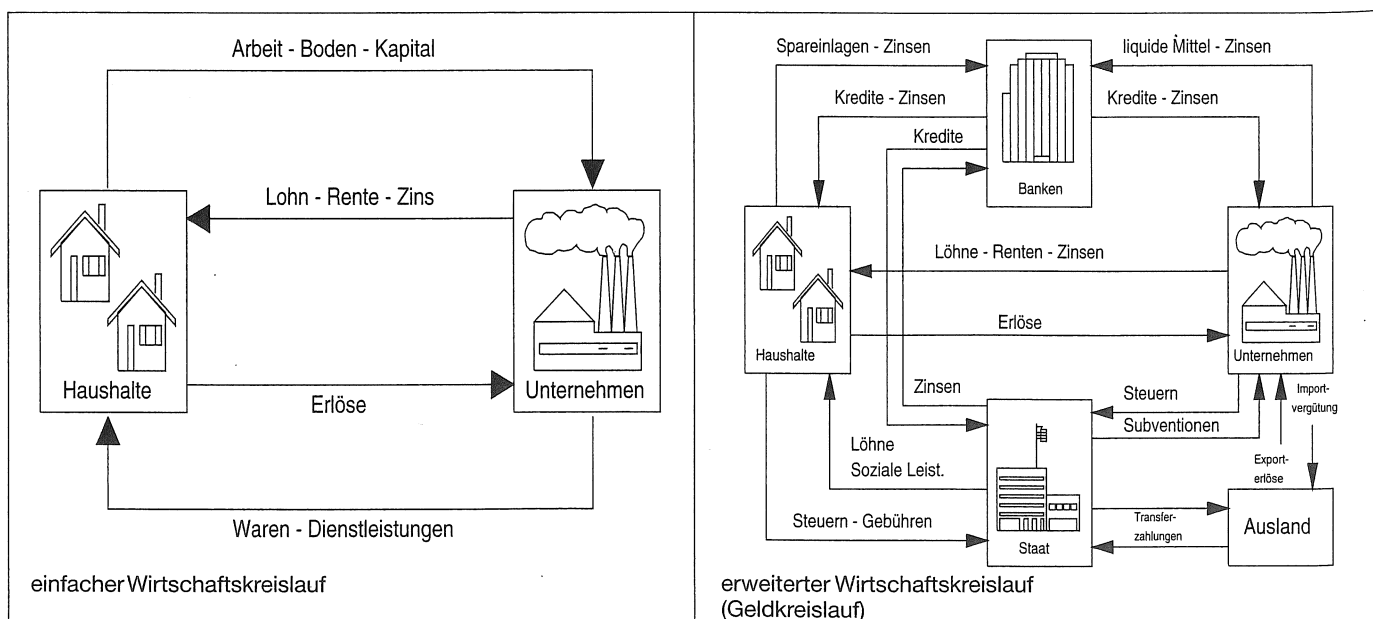 Arbeit - Boden - Kapital
Lohn - Rente - Zins
Haushalte
Unternehmen
Erlöse
Waren - Dienstleistungen
einfacher Wirtschaftskreislauf
Spareinlagen - Zinsen
liquide Mittel - Zinsen
Kredite - Zinsen
Kredite - Zinsen
Kredite
Banken
Löhne - Renten - Zinsen
Erlöse
Haushalte
Unternehmen
Zinsen
Steuern
Import-
vergütung
Subventionen
Löhne
Soziale Leist.
Export-
erlöse
Steuern - Gebühren
Transfer-
zahlungen
Ausland
Staat
erweiterter Wirtschaftskreislauf
(Geldkreislauf)